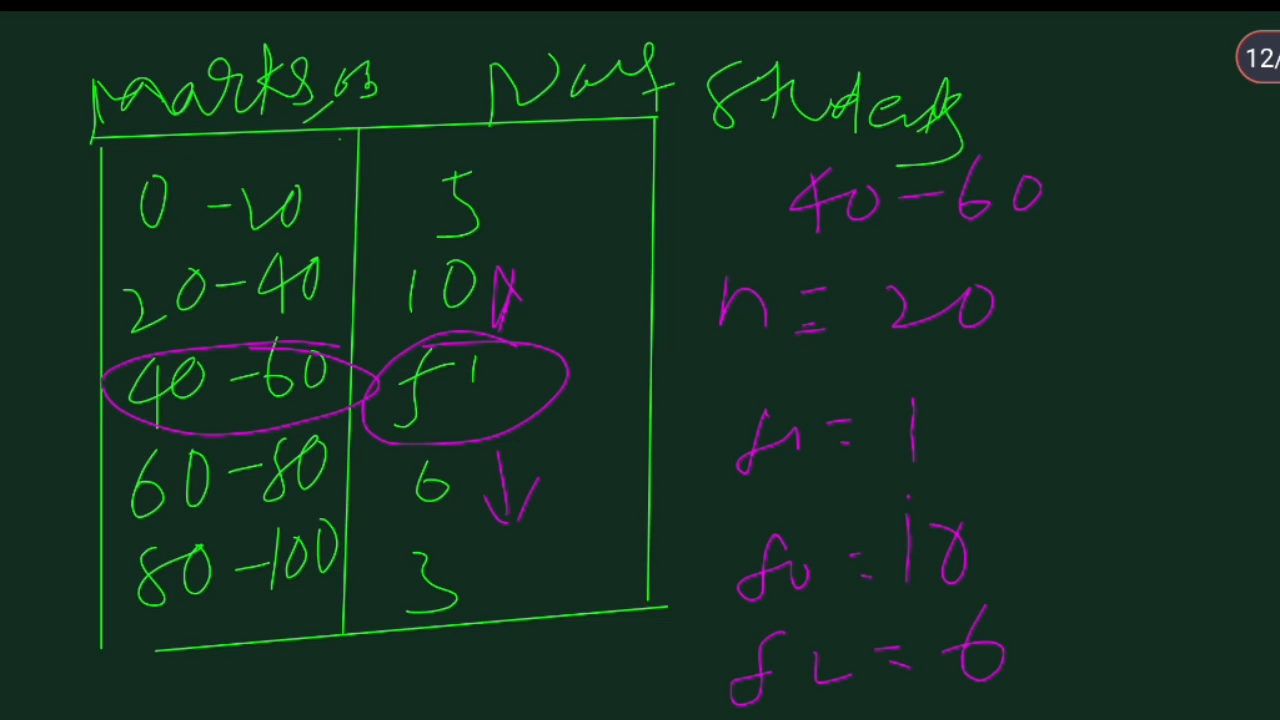 Marks No of Students
0-20 5
20-40 10
40-60 f1
60-80 6
80-100 3
40-60
h = 20
f1 = 1
f0 = 10
f2 = 6
12/